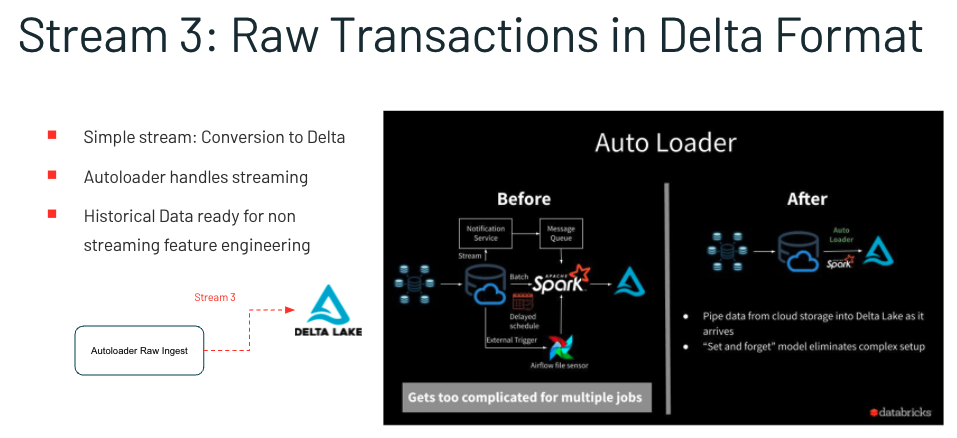 Stream 3: Raw Transactions in Delta Format
Simple stream: Conversion to Delta
Autoloader handles streaming
Historical Data ready for non
streaming feature engineering
Stream 3
DELTA LAKE
Autoloader Raw Ingest
Auto Loader
Before
Notification
Service
Message
Queue
Stream
Batch
APACHE
Spark
Delayed
schedule
External Trigger
Airflow file sensor
Gets too complicated for multiple jobs
After
Auto
Loader
Spark
Pipe data from cloud storage into Delta Lake as it
arrives
“Set and forget” model eliminates complex setup
databricks